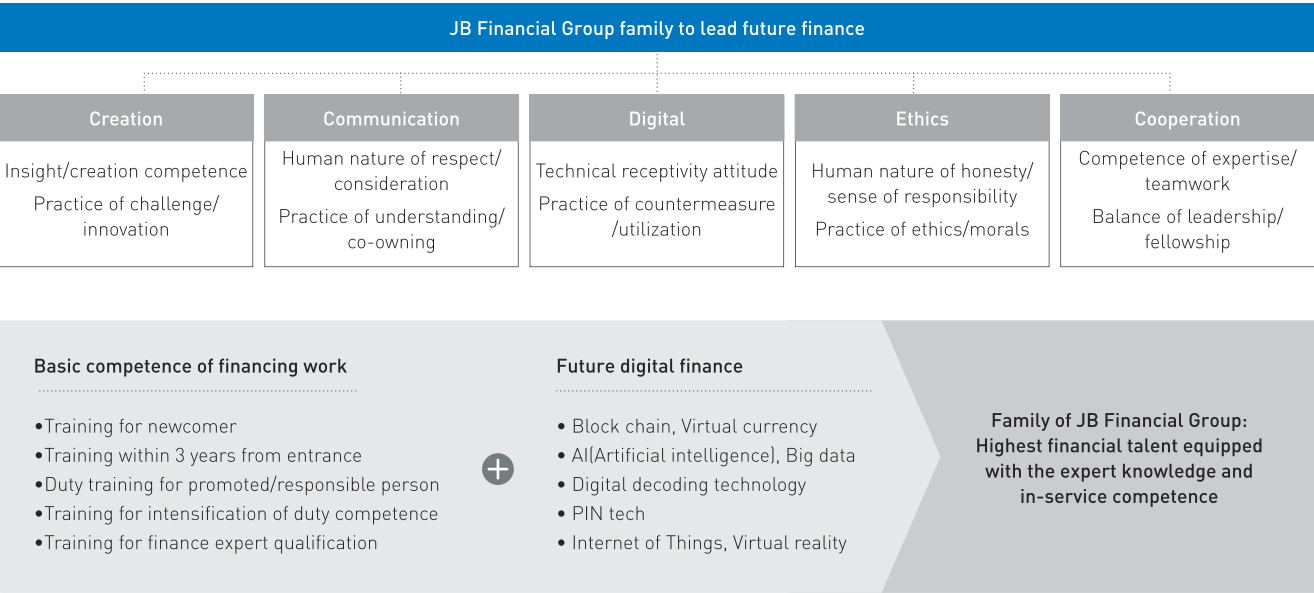 JB Financial Group family to lead future finance
Creation
Insight/creation competence
Practice of challenge/
innovation
Communication
Human nature of respect/
consideration
Practice of understanding/
co-owning
Digital
Technical receptivity attitude
Practice of countermeasure
/utilization
Ethics
Human nature of honesty/
sense of responsibility
Practice of ethics/morals
Cooperation
Competence of expertise/
teamwork
Balance of leadership/
fellowship
Basic competence of financing work
•Training for newcomer
•Training within 3 years from entrance
•Duty training for promoted/responsible person
•Training for intensification of duty competence
•Training for finance expert qualification
+
Future digital finance
• Block chain, Virtual currency
• AI(Artificial intelligence), Big data
• Digital decoding technology
• PIN tech
• Internet of Things, Virtual reality
Family of JB Financial Group:
Highest financial talent equipped
with the expert knowledge and
in-service competence